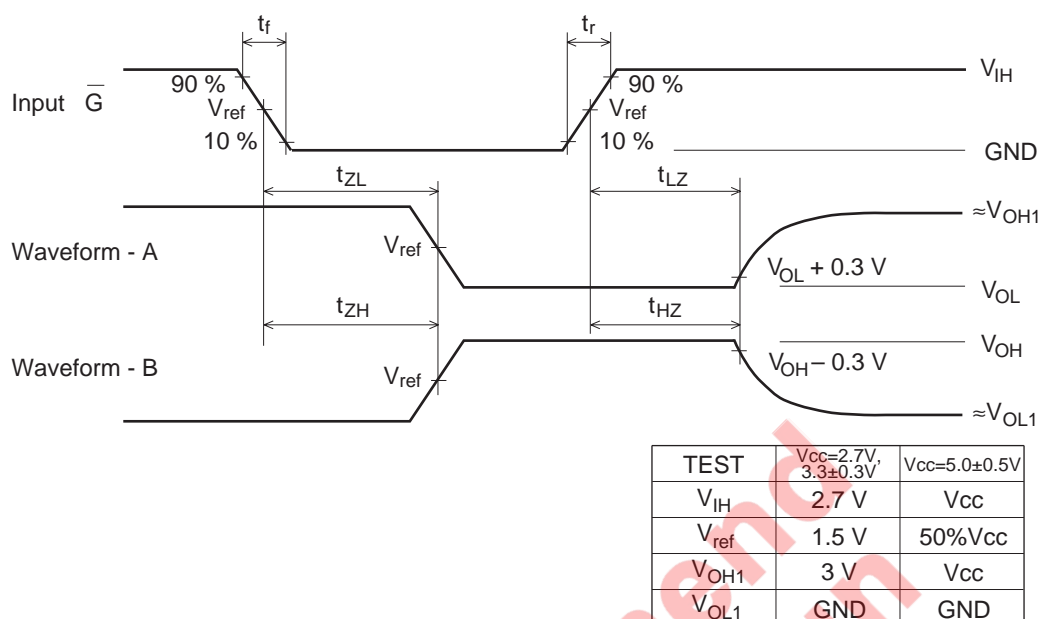 tf tr
90 % 90 % VIH
Input G̅ Vref Vref
10 % 10 % GND
tZL tLZ
≈VOH1
Waveform - A Vref VOL + 0.3 V
VOL
tZH tHZ
VOH
Waveform - B Vref VOH – 0.3 V
≈VOL1
TEST Vcc=2.7V, 3.3±0.3V Vcc=5.0±0.5V
VIH 2.7 V Vcc
Vref 1.5 V 50%Vcc
VOH1 3 V Vcc
VOL1 GND GND